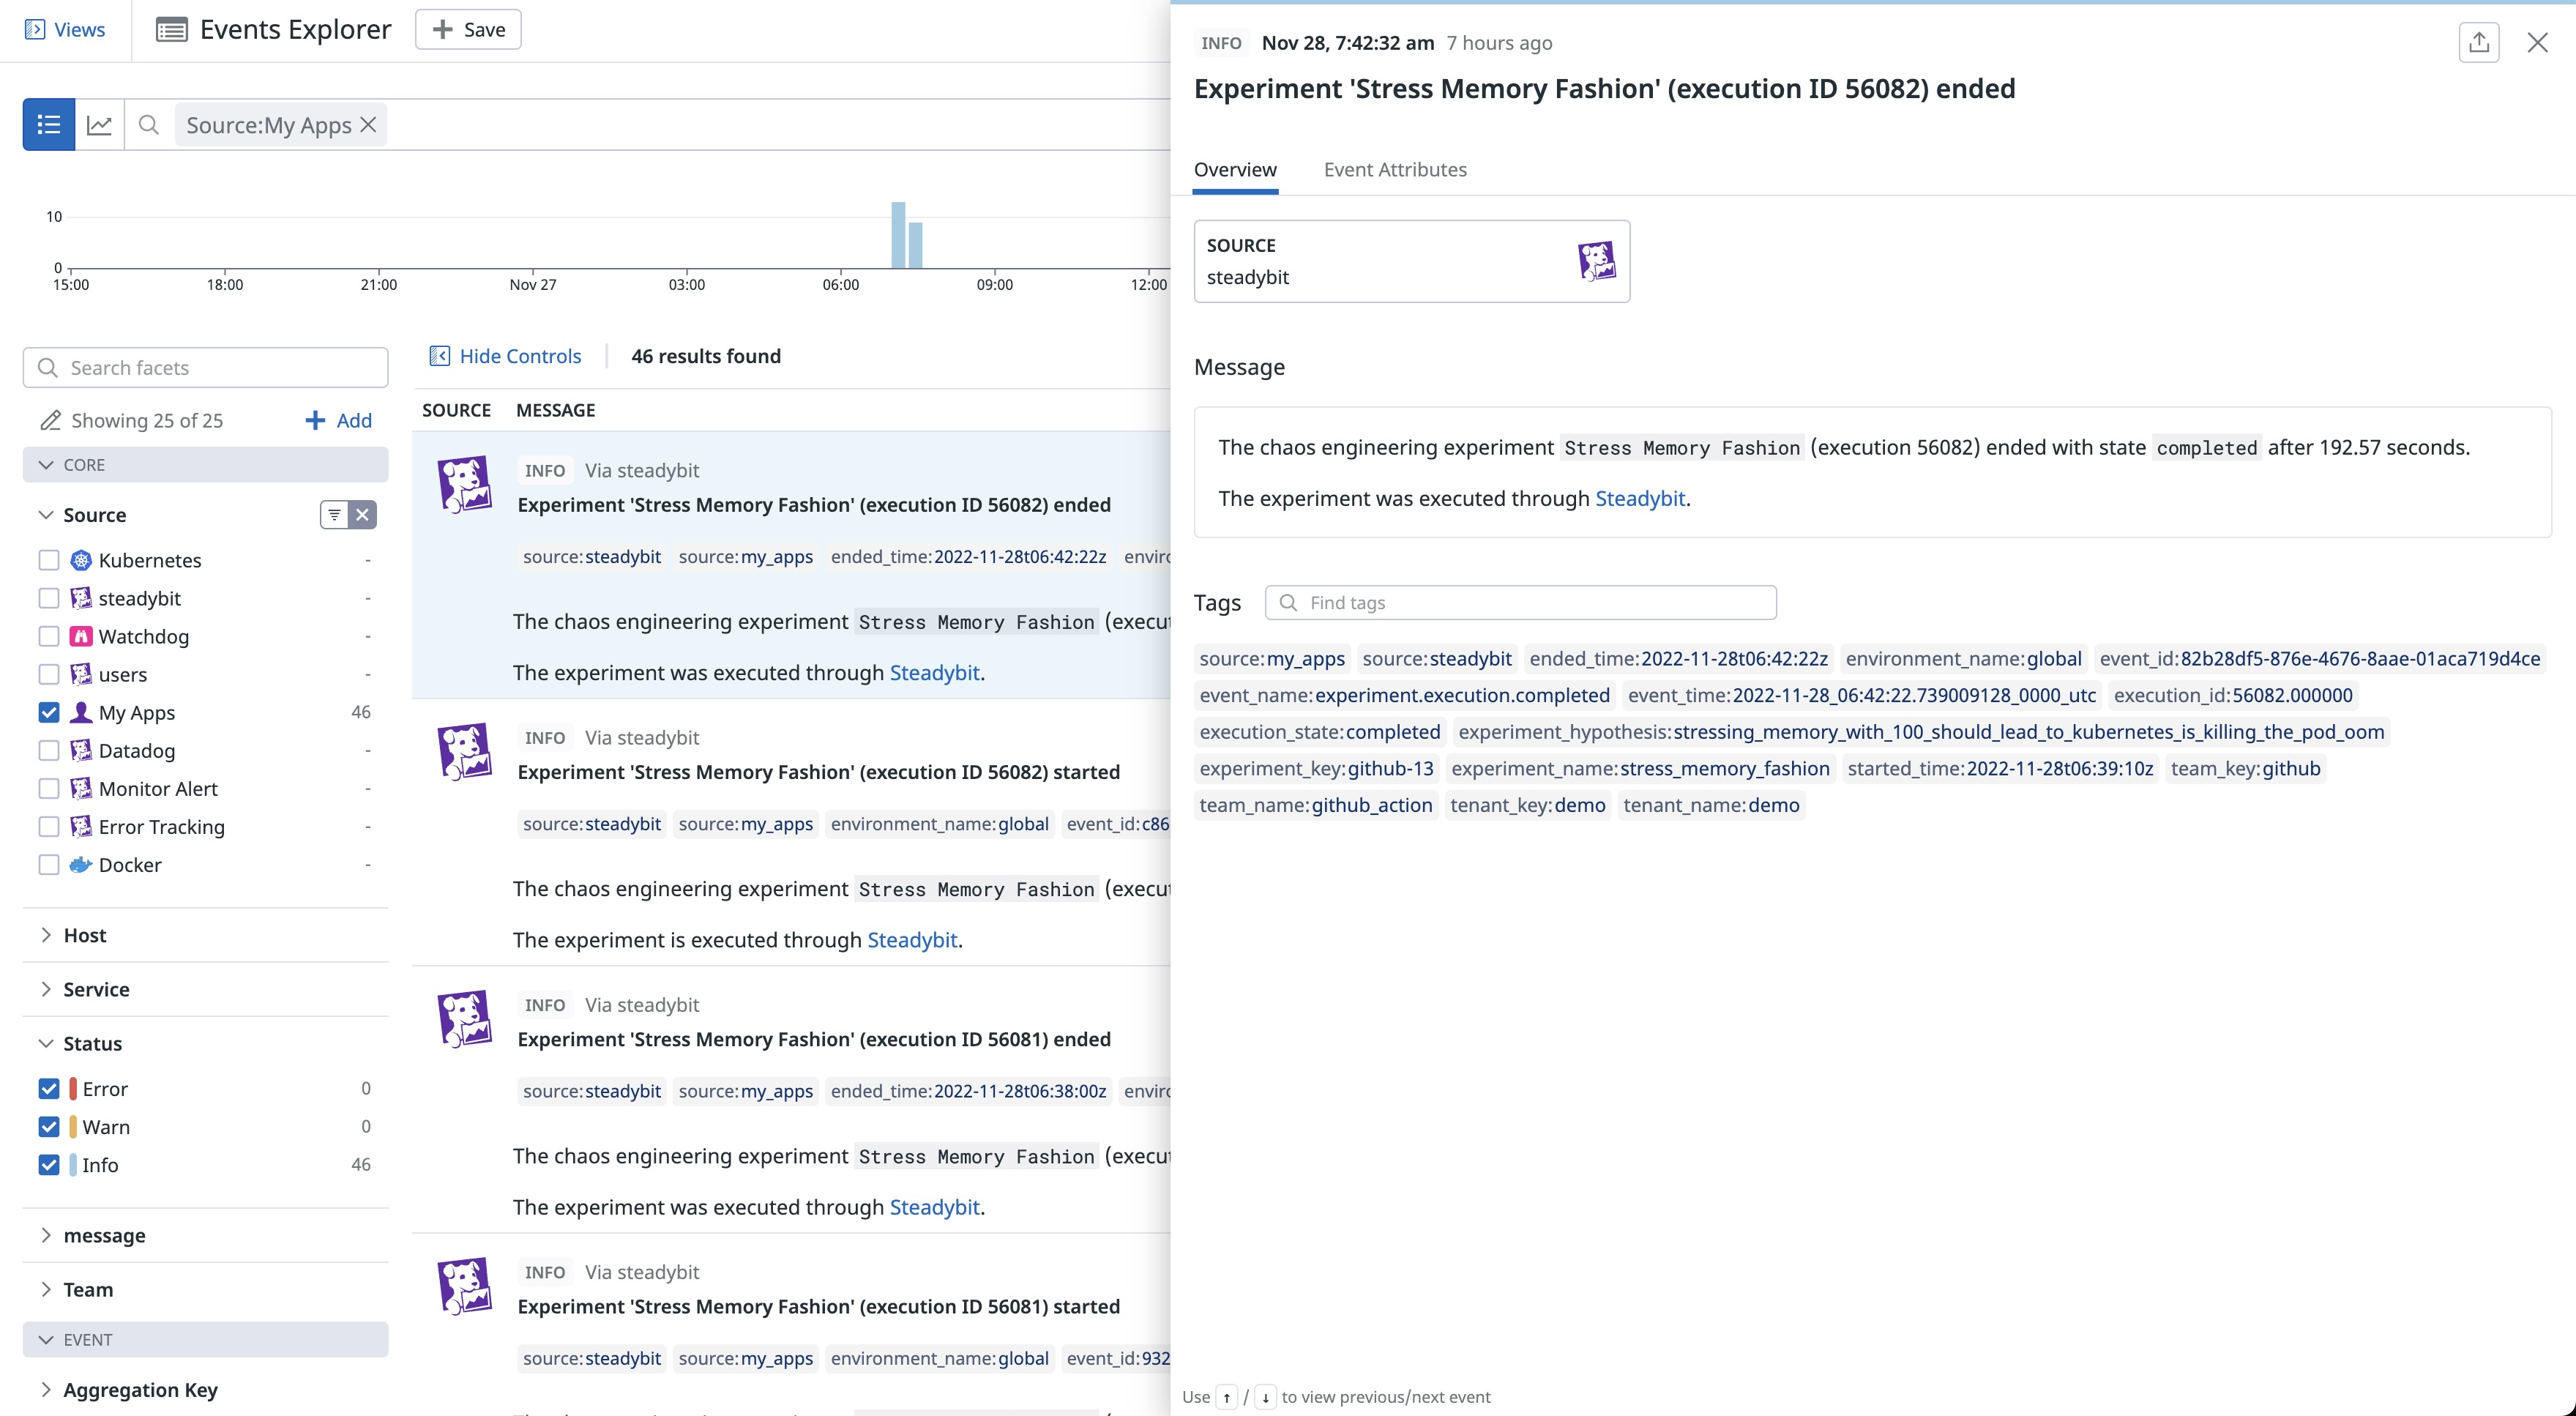 Views
Events Explorer
Save
Source:My Apps
10
0
15:00 18:00 21:00 Nov 27 03:00 06:00 09:00 12:00
Search facets
Showing 25 of 25 Add
CORE
Source
Kubernetes -
steadybit -
Watchdog -
users -
My Apps 46
Datadog -
Monitor Alert -
Error Tracking -
Docker -
Host
Service
Status
Error 0
Warn 0
Info 46
message
Team
EVENT
Aggregation Key
Hide Controls 46 results found
SOURCE MESSAGE
INFO Via steadybit
Experiment 'Stress Memory Fashion' (execution ID 56082) ended
source:steadybit source:my_apps ended_time:2022-11-28t06:42:22z enviro
The chaos engineering experiment Stress Memory Fashion (execut
The experiment was executed through Steadybit.
INFO Via steadybit
Experiment 'Stress Memory Fashion' (execution ID 56082) started
source:steadybit source:my_apps environment_name:global event_id:c86
The chaos engineering experiment Stress Memory Fashion (execut
The experiment is executed through Steadybit.
INFO Via steadybit
Experiment 'Stress Memory Fashion' (execution ID 56081) ended
source:steadybit source:my_apps ended_time:2022-11-28t06:38:00z enviro
The chaos engineering experiment Stress Memory Fashion (execut
The experiment was executed through Steadybit.
INFO Via steadybit
Experiment 'Stress Memory Fashion' (execution ID 56081) started
source:steadybit source:my_apps environment_name:global event_id:932
INFO Nov 28, 7:42:32 am 7 hours ago
Experiment 'Stress Memory Fashion' (execution ID 56082) ended
Overview Event Attributes
SOURCE
steadybit
Message
The chaos engineering experiment Stress Memory Fashion (execution 56082) ended with state completed after 192.57 seconds.
The experiment was executed through Steadybit.
Tags Find tags
source:my_apps source:steadybit ended_time:2022-11-28t06:42:22z environment_name:global event_id:82b28df5-876e-4676-8aae-01aca719d4ce
event_name:experiment.execution.completed event_time:2022-11-28_06:42:22.739009128_0000_utc execution_id:56082.000000
execution_state:completed experiment_hypothesis:stressing_memory_with_100_should_lead_to_kubernetes_is_killing_the_pod_oom
experiment_key:github-13 experiment_name:stress_memory_fashion started_time:2022-11-28t06:39:10z team_key:github
team_name:github_action tenant_key:demo tenant_name:demo
Use ↑ / ↓ to view previous/next event